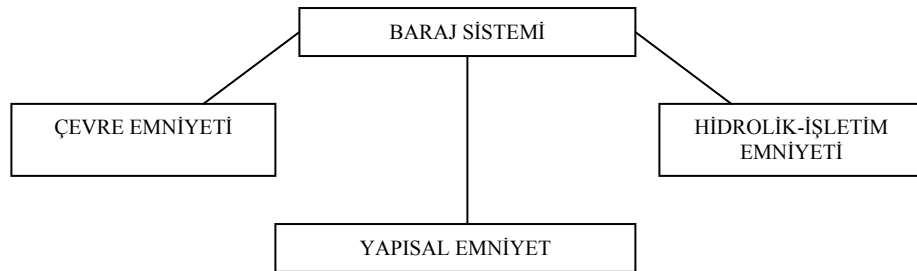 BARAJ SİSTEMİ
ÇEVRE EMNİYETİ
HİDROLİK-İŞLETİM
EMNİYETİ
YAPISAL EMNİYET